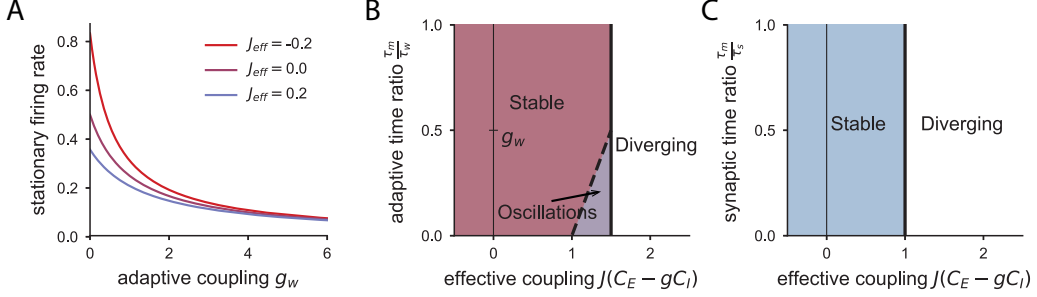 A
stationary firing rate
0.8
0.6
0.4
0.2
0.0
0
2
4
6
adaptive coupling g_w
J_eff = -0.2
J_eff = 0.0
J_eff = 0.2
B
adaptive time ratio τ_m/τ_w
1.0
0.5
0.0
Stable
g_w
Diverging
Oscillations
0
1
2
effective coupling J(C_E − gC_I)
C
synaptic time ratio τ_m/τ_s
1.0
0.5
0.0
Stable
Diverging
0
1
2
effective coupling J(C_E − gC_I)